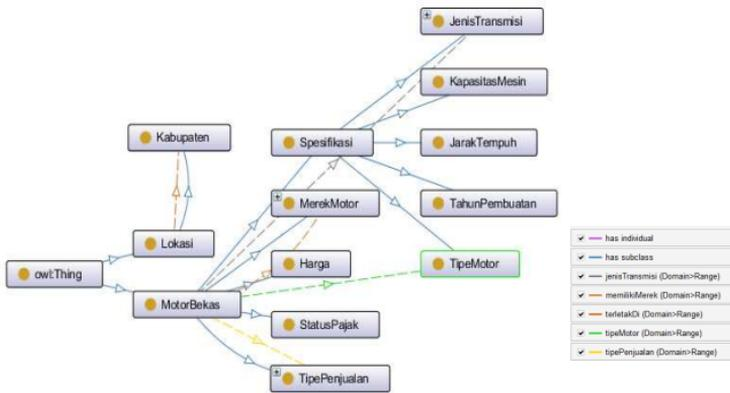 JenisTransmisi
KapasitasMesin
Kabupaten
Spesifikasi
JarakTempuh
MerekMotor
TahunPembuatan
Lokasi
owl:Thing
Harga
TipeMotor
MotorBekas
StatusPajak
TipePenjualan
has individual
has subclass
jenisTransmisi (Domain>Range)
memilikiMerek (Domain>Range)
terletakDi (Domain>Range)
tipeMotor (Domain>Range)
tipePenjualan (Domain>Range)